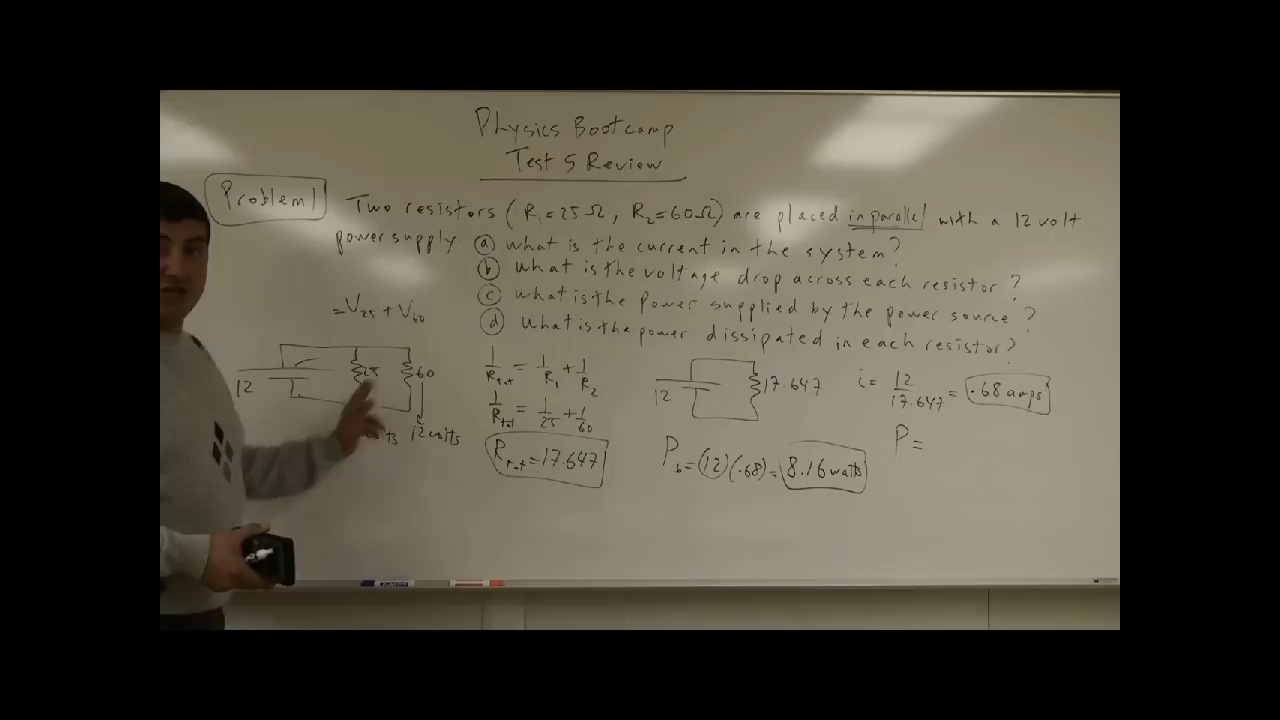 Physics Bootcamp
Test 5 Review
Problem 1
Two resistors (R₁=25Ω, R₂=60Ω) are placed in parallel with a 12 volt
power supply.
(a) what is the current in the system?
(b) what is the voltage drop across each resistor?
(c) what is the power supplied by the power source?
(d) What is the power dissipated in each resistor?
=V₂₅ + V₆₀
12
25
60
12 volts
1/R_tot = 1/R₁ + 1/R₂
1/R_tot = 1/25 + 1/60
R_tot = 17.647
12
17.647
i = 12/17.647 = .68 amps
P_b = (12)(.68) = 8.16 watts
P =